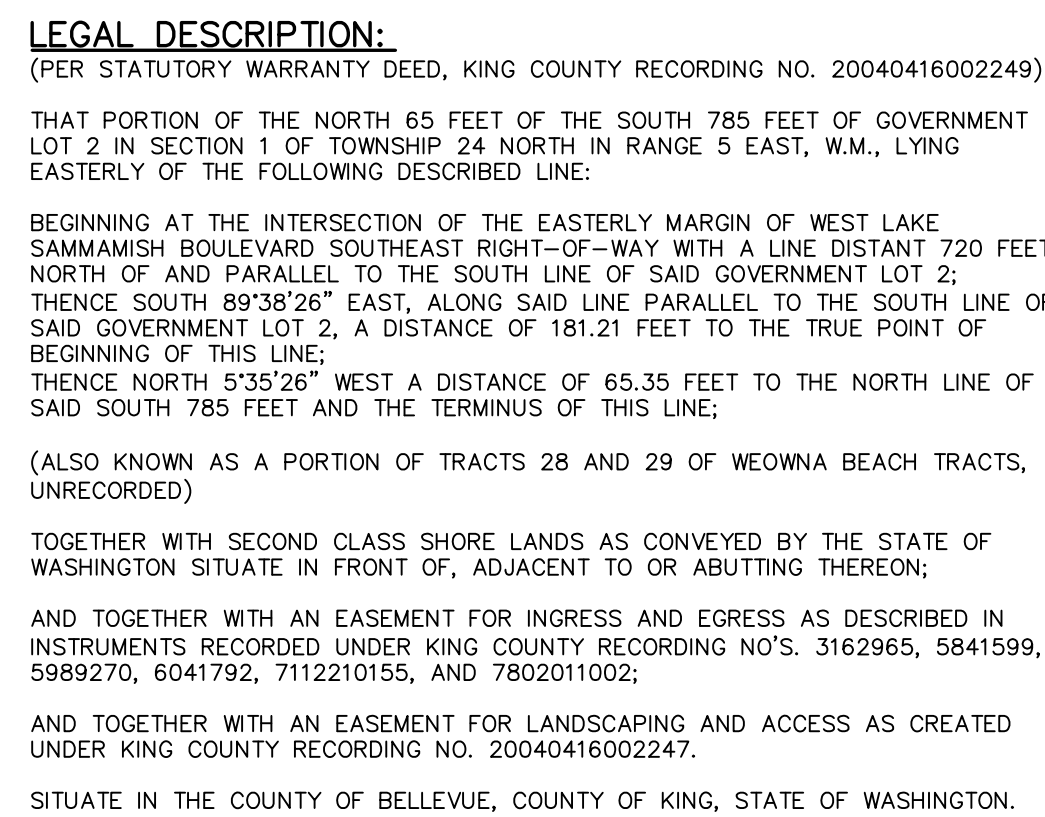 LEGAL DESCRIPTION:
(PER STATUTORY WARRANTY DEED, KING COUNTY RECORDING NO. 20040416002249)
THAT PORTION OF THE NORTH 65 FEET OF THE SOUTH 785 FEET OF GOVERNMENT
LOT 2 IN SECTION 1 OF TOWNSHIP 24 NORTH IN RANGE 5 EAST, W.M., LYING
EASTERLY OF THE FOLLOWING DESCRIBED LINE:
BEGINNING AT THE INTERSECTION OF THE EASTERLY MARGIN OF WEST LAKE
SAMMAMISH BOULEVARD SOUTHEAST RIGHT-OF-WAY WITH A LINE DISTANT 720 FEET
NORTH OF AND PARALLEL TO THE SOUTH LINE OF SAID GOVERNMENT LOT 2;
THENCE SOUTH 89°38'26" EAST, ALONG SAID LINE PARALLEL TO THE SOUTH LINE OF
SAID GOVERNMENT LOT 2, A DISTANCE OF 181.21 FEET TO THE TRUE POINT OF
BEGINNING OF THIS LINE;
THENCE NORTH 5°35'26" WEST A DISTANCE OF 65.35 FEET TO THE NORTH LINE OF
SAID SOUTH 785 FEET AND THE TERMINUS OF THIS LINE;
(ALSO KNOWN AS A PORTION OF TRACTS 28 AND 29 OF WEOWNA BEACH TRACTS,
UNRECORDED)
TOGETHER WITH SECOND CLASS SHORE LANDS AS CONVEYED BY THE STATE OF
WASHINGTON SITUATE IN FRONT OF, ADJACENT TO OR ABUTTING THEREON;
AND TOGETHER WITH AN EASEMENT FOR INGRESS AND EGRESS AS DESCRIBED IN
INSTRUMENTS RECORDED UNDER KING COUNTY RECORDING NO'S. 3162965, 5841599,
5989270, 6041792, 7112210155, AND 7802011002;
AND TOGETHER WITH AN EASEMENT FOR LANDSCAPING AND ACCESS AS CREATED
UNDER KING COUNTY RECORDING NO. 20040416002247.
SITUATE IN THE COUNTY OF BELLEVUE, COUNTY OF KING, STATE OF WASHINGTON.